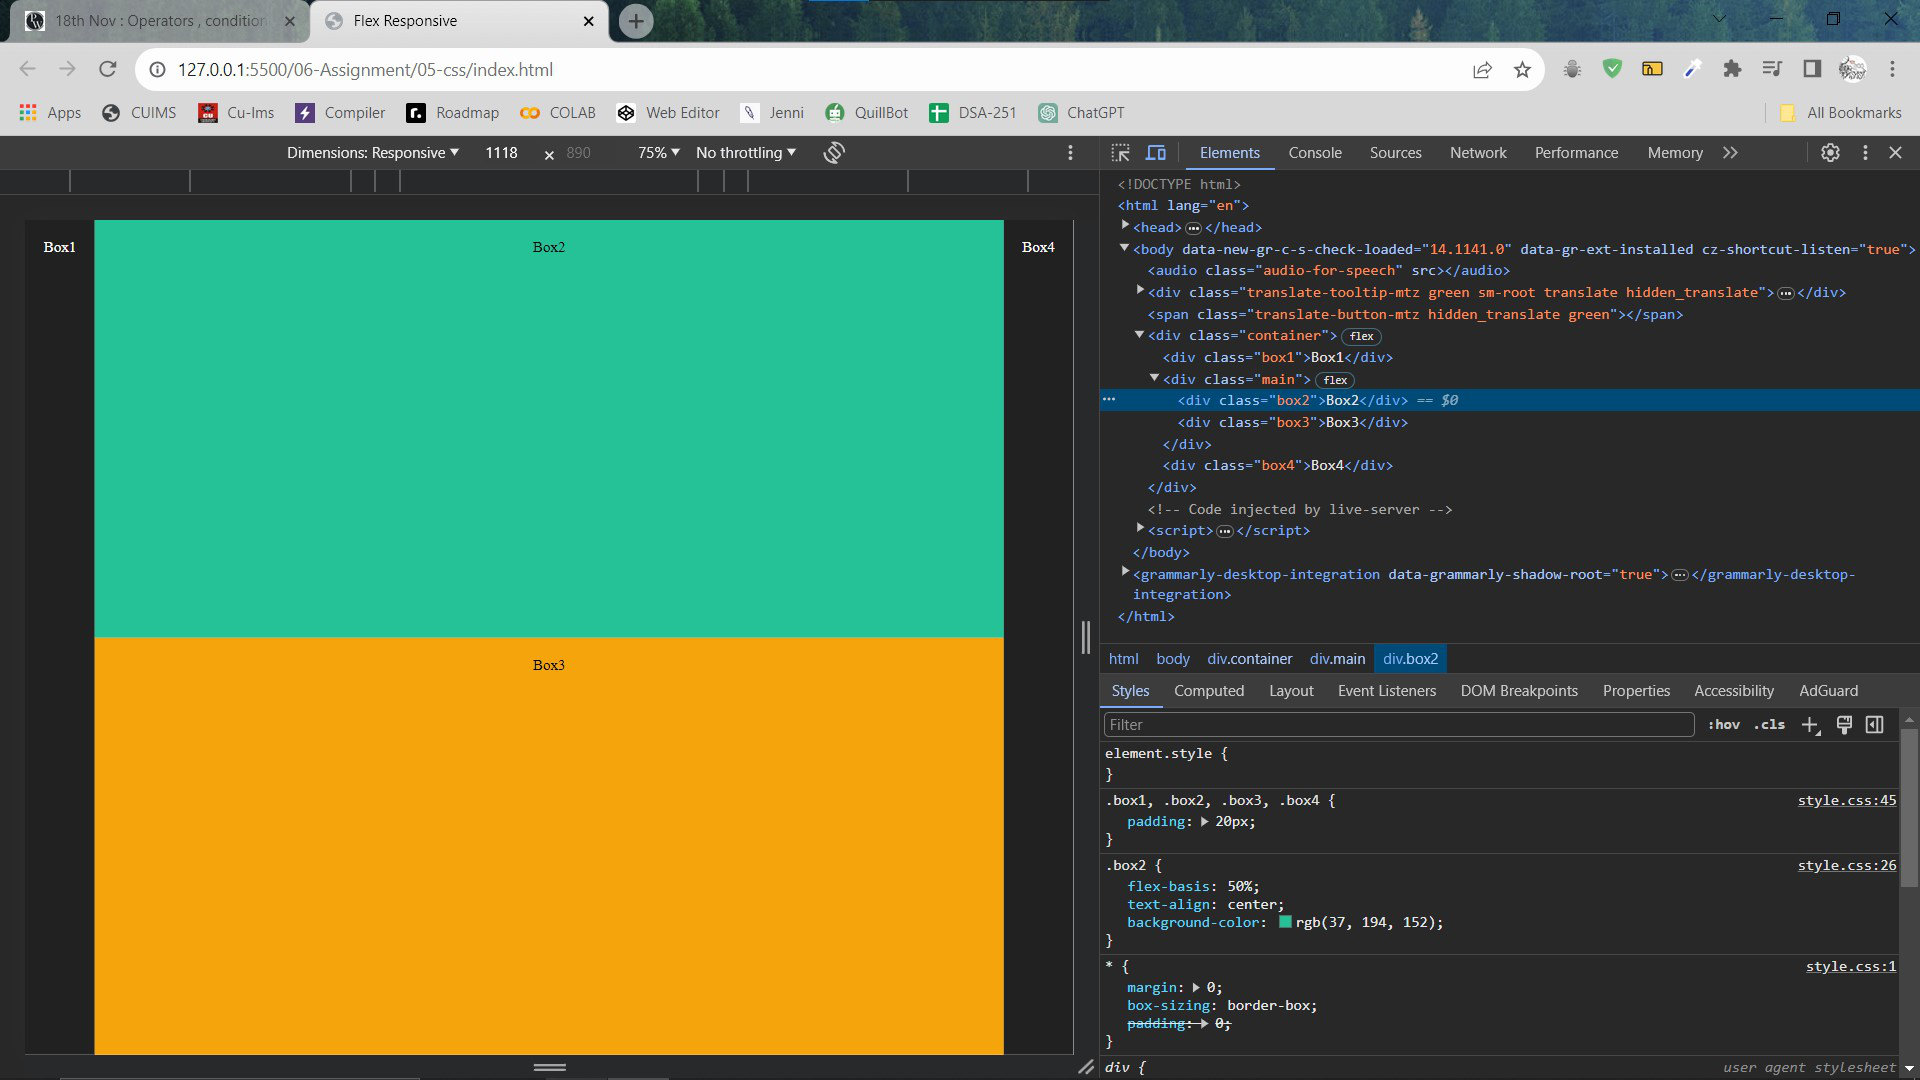 18th Nov : Operators , condition
Flex Responsive
127.0.0.1:5500/06-Assignment/05-css/index.html
Apps
CUIMS
Cu-lms
Compiler
Roadmap
COLAB
Web Editor
Jenni
QuillBot
DSA-251
ChatGPT
All Bookmarks
Dimensions: Responsive
1118
×
890
75%
No throttling
Elements
Console
Sources
Network
Performance
Memory
Box1
Box2
Box4
Box3
<!DOCTYPE html>
<html lang="en">
<head> … </head>
<body data-new-gr-c-s-check-loaded="14.1141.0" data-gr-ext-installed cz-shortcut-listen="true">
<audio class="audio-for-speech" src></audio>
<div class="translate-tooltip-mtz green sm-root translate hidden_translate"> … </div>
<span class="translate-button-mtz hidden_translate green"></span>
<div class="container"> flex
<div class="box1">Box1</div>
<div class="main"> flex
<div class="box2">Box2</div> == $0
<div class="box3">Box3</div>
</div>
<div class="box4">Box4</div>
</div>
<!-- Code injected by live-server -->
<script> … </script>
</body>
<grammarly-desktop-integration data-grammarly-shadow-root="true"> … </grammarly-desktop-
integration>
</html>
html
body
div.container
div.main
div.box2
Styles
Computed
Layout
Event Listeners
DOM Breakpoints
Properties
Accessibility
AdGuard
Filter
:hov
.cls
element.style {
}
.box1, .box2, .box3, .box4 {
style.css:45
padding: 20px;
}
.box2 {
style.css:26
flex-basis: 50%;
text-align: center;
background-color: rgb(37, 194, 152);
}
* {
style.css:1
margin: 0;
box-sizing: border-box;
padding: 0;
}
div {
user agent stylesheet